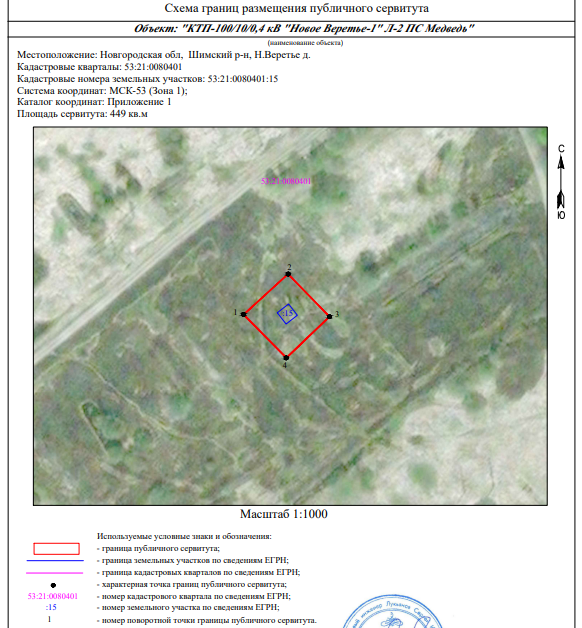 Схема границ размещения публичного сервитута
Объект: "КТП-100/10/0,4 кВ "Новое Веретье-1" Л-2 ПС Медведь"
(наименование объекта)
Местоположение: Новгородская обл, Шимский р-н, Н.Веретье д.
Кадастровые кварталы: 53:21:0080401
Кадастровые номера земельных участков: 53:21:0080401:15
Система координат: МСК-53 (Зона 1);
Каталог координат: Приложение 1
Площадь сервитута: 449 кв.м
С
Ю
53:21:0080401
2
1
:15
3
4
Масштаб 1:1000
Используемые условные знаки и обозначения:
- граница публичного сервитута;
- граница земельных участков по сведениям ЕГРН;
- граница кадастровых кварталов по сведениям ЕГРН;
- характерная точка границ публичного сервитута;
53:21:0080401 - номер кадастрового квартала по сведениям ЕГРН;
:15 - номер земельного участка по сведениям ЕГРН;
1 - номер поворотной точки границы публичного сервитута.
инженер Лукьянов